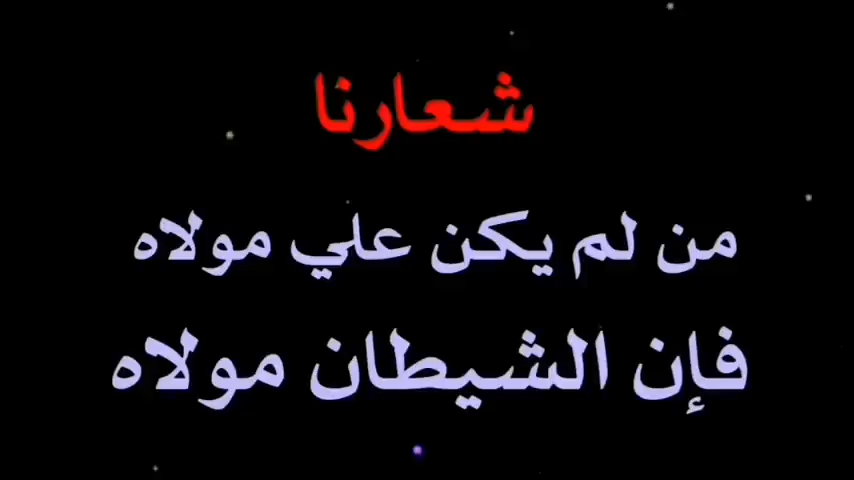 شعارنا
من لم يكن علي مولاه
فإن الشيطان مولاه